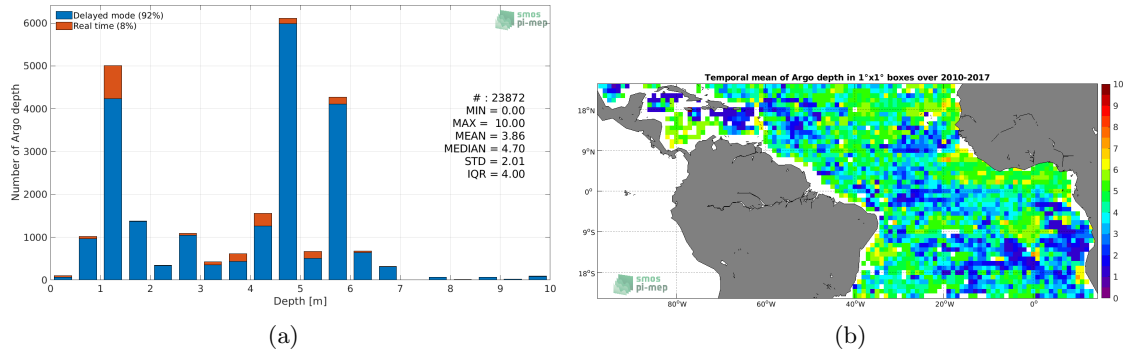 Delayed mode (92%)
Real time (8%)
smos
pi-mep
6000
5000
4000
3000
2000
1000
0
Number of Argo depth
# : 23872
MIN = 0.00
MAX = 10.00
MEAN = 3.86
MEDIAN = 4.70
STD = 2.01
IQR = 4.00
0 1 2 3 4 5 6 7 8 9 10
Depth [m]
(a)
Temporal mean of Argo depth in 1°x1° boxes over 2010-2017
18°N
9°N
0°
9°S
18°S
80°W 60°W 40°W 20°W 0°
smos
pi-mep
10
9
8
7
6
5
4
3
2
1
0
(b)